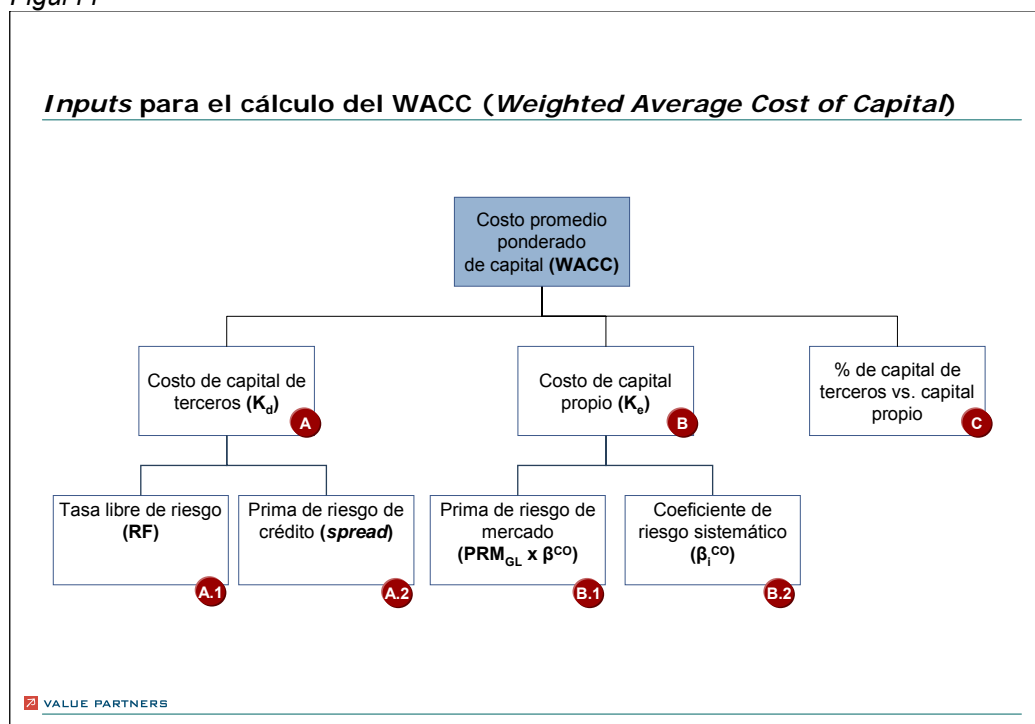 Inputs para el cálculo del WACC (Weighted Average Cost of Capital)
Costo promedio
ponderado
de capital (WACC)
Costo de capital de
terceros (Kd)
A
Costo de capital
propio (Ke)
B
% de capital de
terceros vs. capital
propio
C
Tasa libre de riesgo
(RF)
A.1
Prima de riesgo de
crédito (spread)
A.2
Prima de riesgo de
mercado
(PRMGL x βCO)
B.1
Coeficiente de
riesgo sistemático
(βiCO)
B.2
VALUE PARTNERS